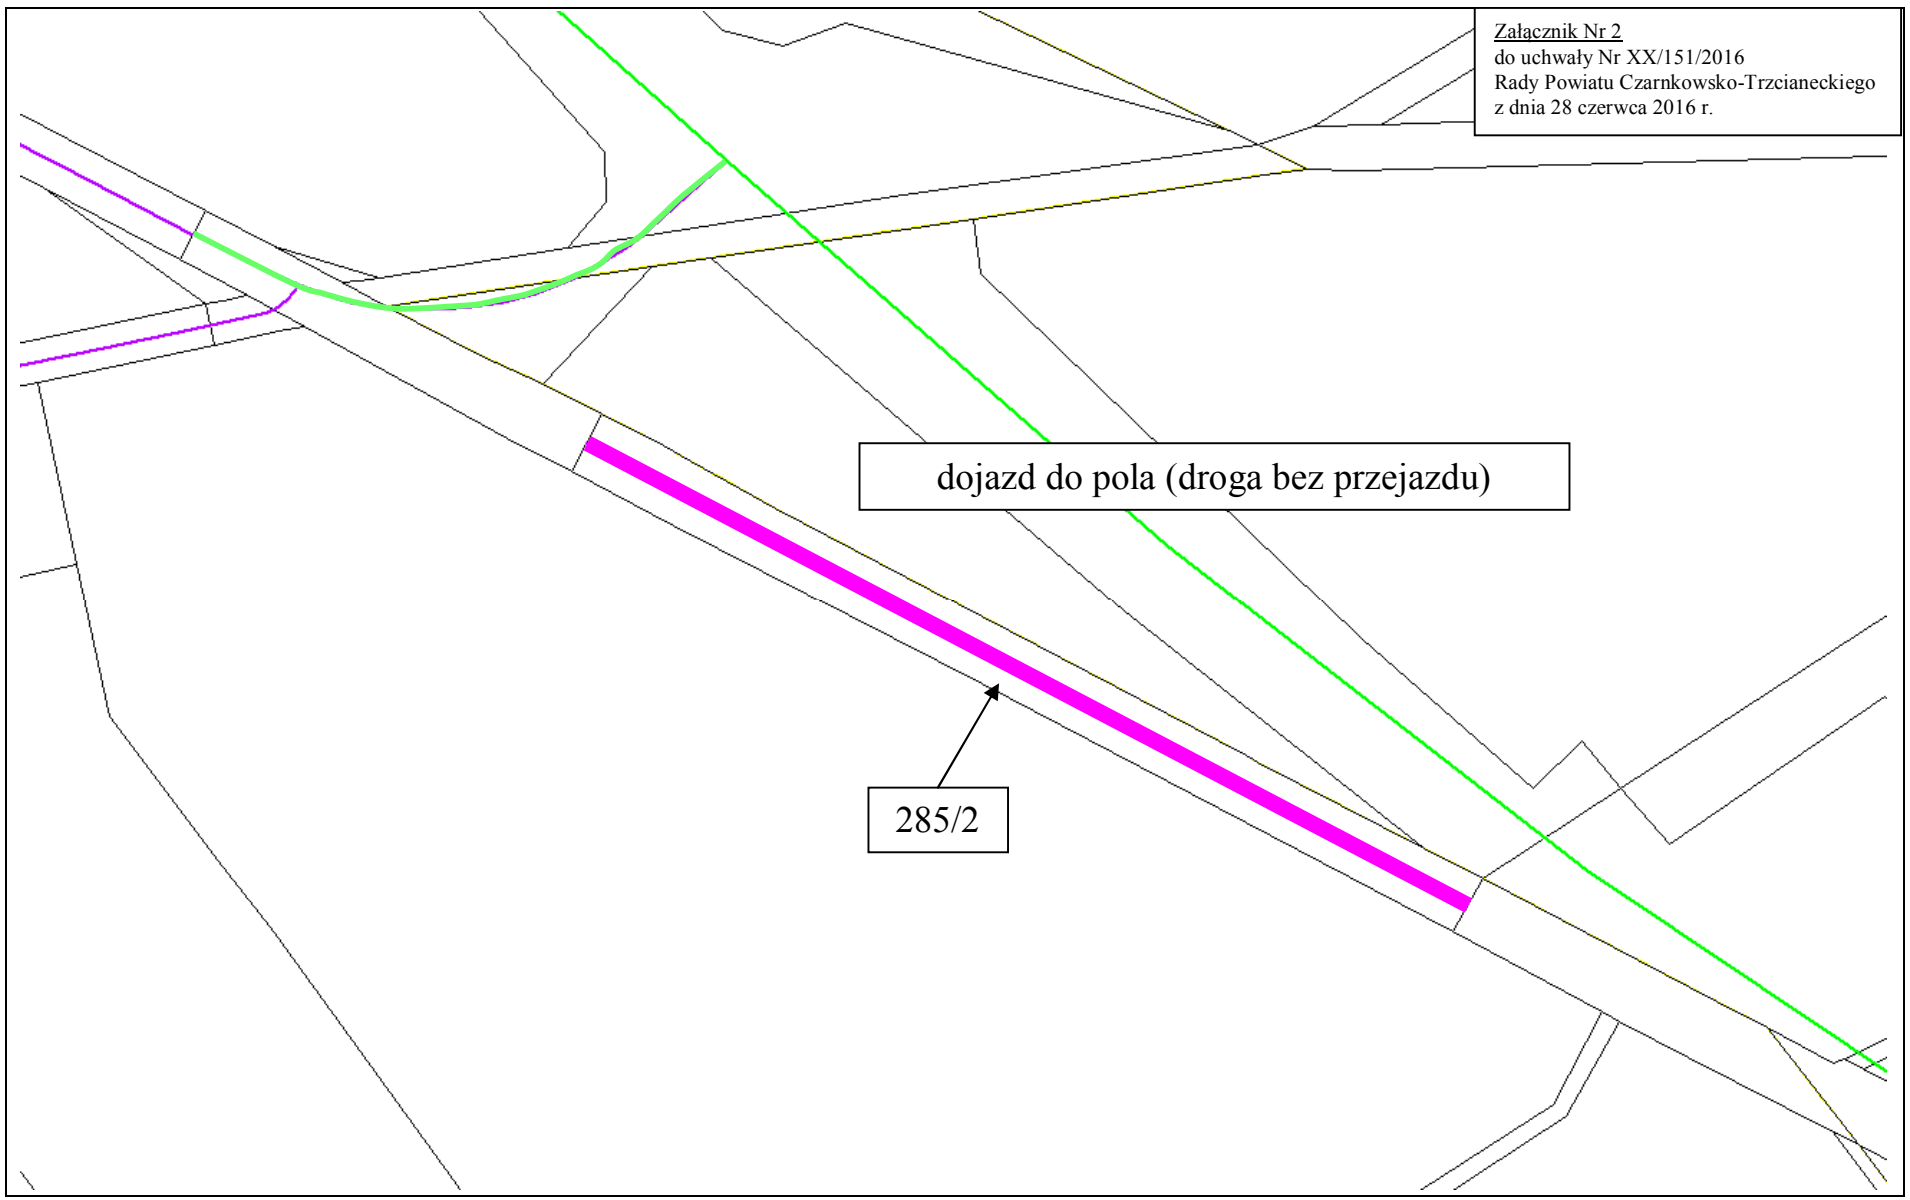 Załącznik Nr 2
do uchwały Nr XX/151/2016
Rady Powiatu Czarnkowsko-Trzcianeckiego
z dnia 28 czerwca 2016 r.
dojazd do pola (droga bez przejazdu)
285/2